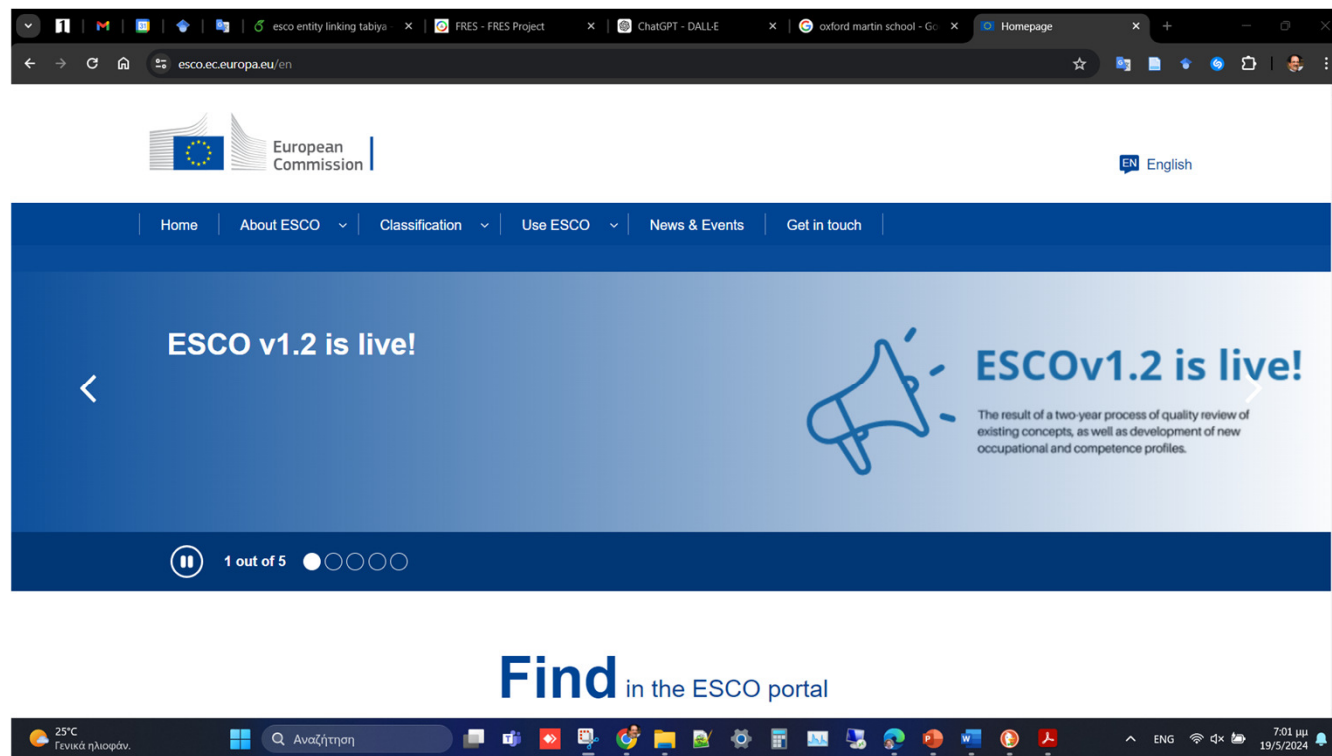 esco entity linking tabiya
FRES - FRES Project
ChatGPT - DALL·E
oxford martin school - Go
Homepage
esco.ec.europa.eu/en
European
Commission
EN English
Home About ESCO Classification Use ESCO News & Events Get in touch
ESCO v1.2 is live!
ESCOv1.2 is live!
The result of a two-year process of quality review of
existing concepts, as well as development of new
occupational and competence profiles.
1 out of 5
Find in the ESCO portal
25°C
Γενικά ηλιοφάν.
Αναζήτηση
ENG
7:01 μμ
19/5/2024